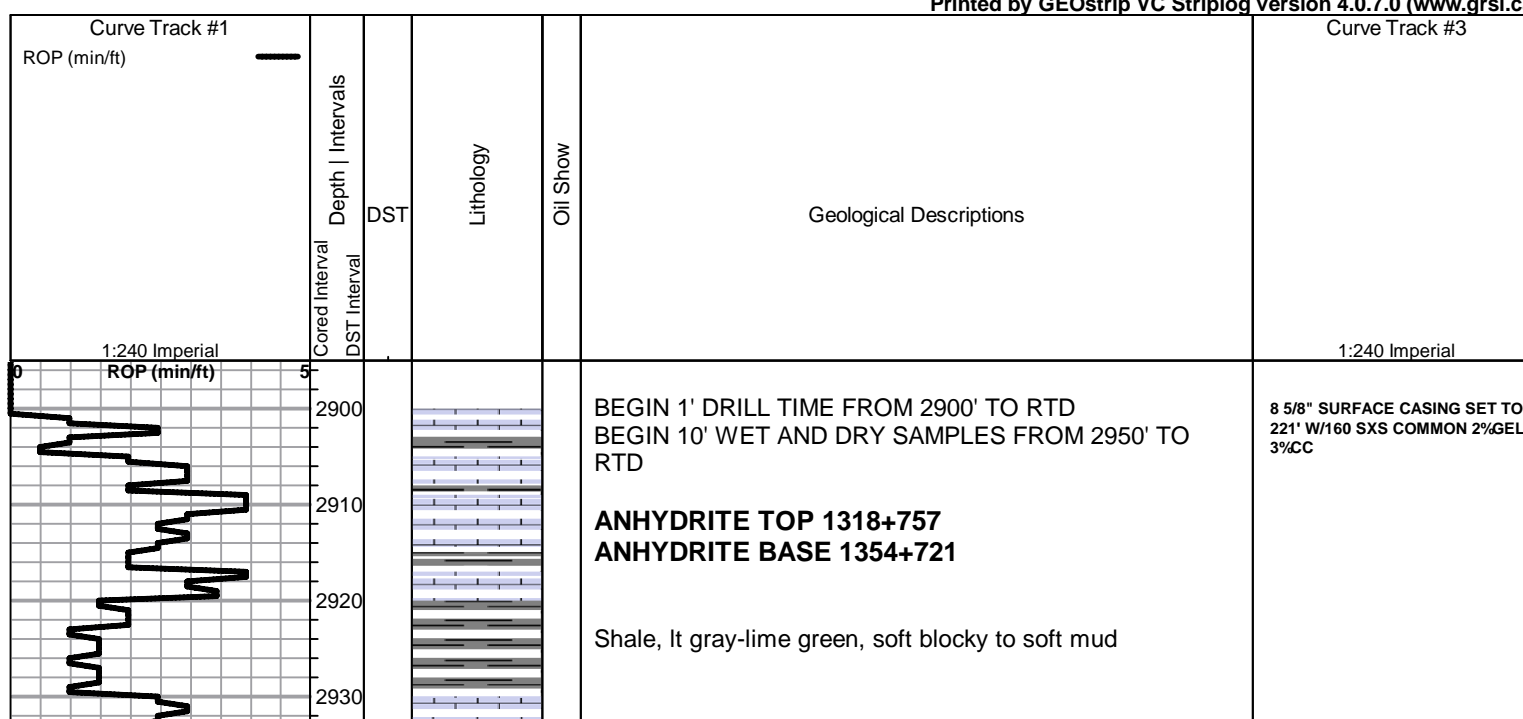 Printed by GEOstrip VC Striplog version 4.0.7.0 (www.grsi.c
Curve Track #1
ROP (min/ft)
1:240 Imperial
Depth | Intervals
Cored Interval
DST Interval
DST
Lithology
Oil Show
Geological Descriptions
Curve Track #3
1:240 Imperial
0 ROP (min/ft) 5
2900
2910
2920
2930
BEGIN 1' DRILL TIME FROM 2900' TO RTD
BEGIN 10' WET AND DRY SAMPLES FROM 2950' TO
RTD
ANHYDRITE TOP 1318+757
ANHYDRITE BASE 1354+721
Shale, lt gray-lime green, soft blocky to soft mud
8 5/8" SURFACE CASING SET TO
221' W/160 SXS COMMON 2%GEL
3%CC